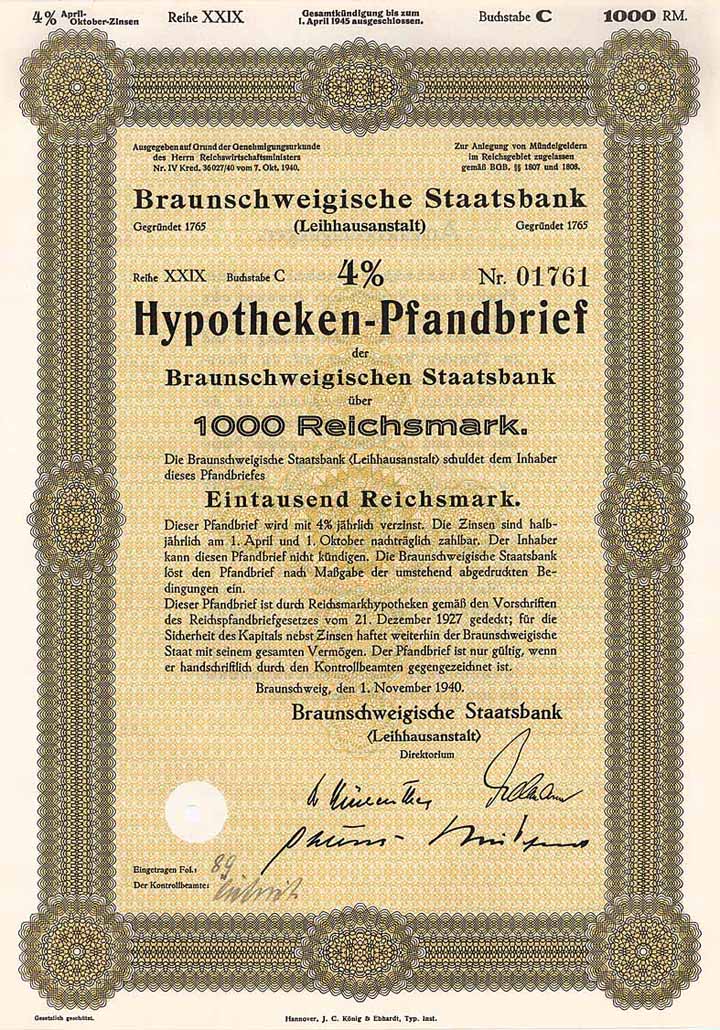 4% April-Oktober-Zinsen Reihe XXIX Gesamtkündigung bis zum 1. April 1945 ausgeschlossen. Buchstabe C 1000 RM.
Ausgegeben auf Grund der Genehmigungsurkunde
des Herrn Reichswirtschaftsministers
Nr. IV Kred. 36027/40 vom 7. Okt. 1940.
Zur Anlegung von Mündelgeldern
im Reichsgebiet zugelassen
gemäß BGB. §§ 1807 und 1808.
Braunschweigische Staatsbank
Gegründet 1765 (Leihhausanstalt) Gegründet 1765
Reihe XXIX Buchstabe C 4% Nr. 01761
Hypotheken-Pfandbrief
der
Braunschweigischen Staatsbank
über
1000 Reichsmark.
Die Braunschweigische Staatsbank (Leihhausanstalt) schuldet dem Inhaber
dieses Pfandbriefes
Eintausend Reichsmark.
Dieser Pfandbrief wird mit 4% jährlich verzinst. Die Zinsen sind halb-
jährlich am 1. April und 1. Oktober nachträglich zahlbar. Der Inhaber
kann diesen Pfandbrief nicht kündigen. Die Braunschweigische Staatsbank
löst den Pfandbrief nach Maßgabe der umstehend abgedruckten Be-
dingungen ein.
Dieser Pfandbrief ist durch Reichsmarkhypotheken gemäß den Vorschriften
des Reichspfandbriefgesetzes vom 21. Dezember 1927 gedeckt; für die
Sicherheit des Kapitals nebst Zinsen haftet weiterhin der Braunschweigische
Staat mit seinem gesamten Vermögen. Der Pfandbrief ist nur gültig, wenn
er handschriftlich durch den Kontrollbeamten gegengezeichnet ist.
Braunschweig, den 1. November 1940.
Braunschweigische Staatsbank
(Leihhausanstalt)
Direktorium
Eingetragen Fol.: 89
Der Kontrollbeamte:
Gesetzlich geschützt.
Hannover, J. C. König & Ebhardt, Typ. Inst.